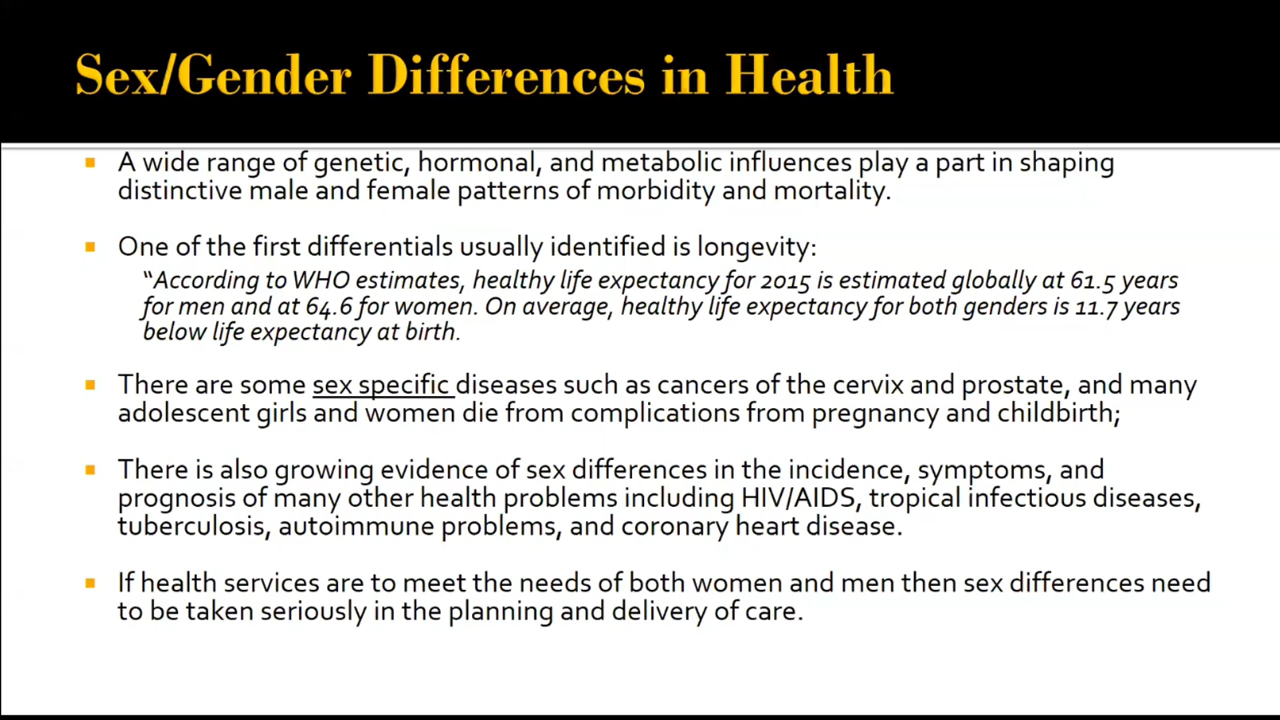 Sex/Gender Differences in Health
A wide range of genetic, hormonal, and metabolic influences play a part in shaping
distinctive male and female patterns of morbidity and mortality.
One of the first differentials usually identified is longevity:
“According to WHO estimates, healthy life expectancy for 2015 is estimated globally at 61.5 years
for men and at 64.6 for women. On average, healthy life expectancy for both genders is 11.7 years
below life expectancy at birth.
There are some sex specific diseases such as cancers of the cervix and prostate, and many
adolescent girls and women die from complications from pregnancy and childbirth;
There is also growing evidence of sex differences in the incidence, symptoms, and
prognosis of many other health problems including HIV/AIDS, tropical infectious diseases,
tuberculosis, autoimmune problems, and coronary heart disease.
If health services are to meet the needs of both women and men then sex differences need
to be taken seriously in the planning and delivery of care.